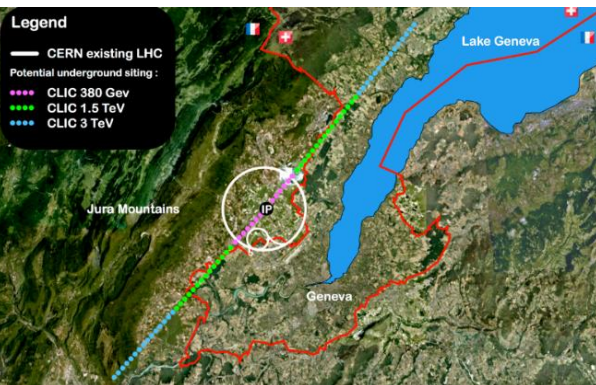 Legend
CERN existing LHC
Potential underground siting :
CLIC 380 Gev
CLIC 1.5 TeV
CLIC 3 TeV
Lake Geneva
Jura Mountains
IP
Geneva